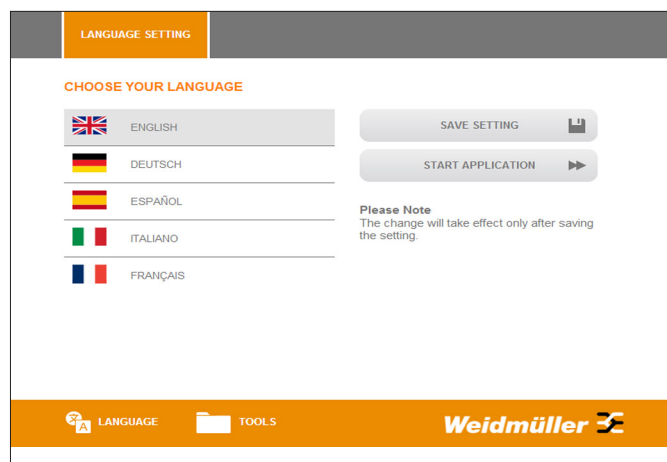 LANGUAGE SETTING
CHOOSE YOUR LANGUAGE
ENGLISH
DEUTSCH
ESPAÑOL
ITALIANO
FRANÇAIS
SAVE SETTING
START APPLICATION
Please Note
The change will take effect only after saving
the setting.
LANGUAGE
TOOLS
Weidmüller